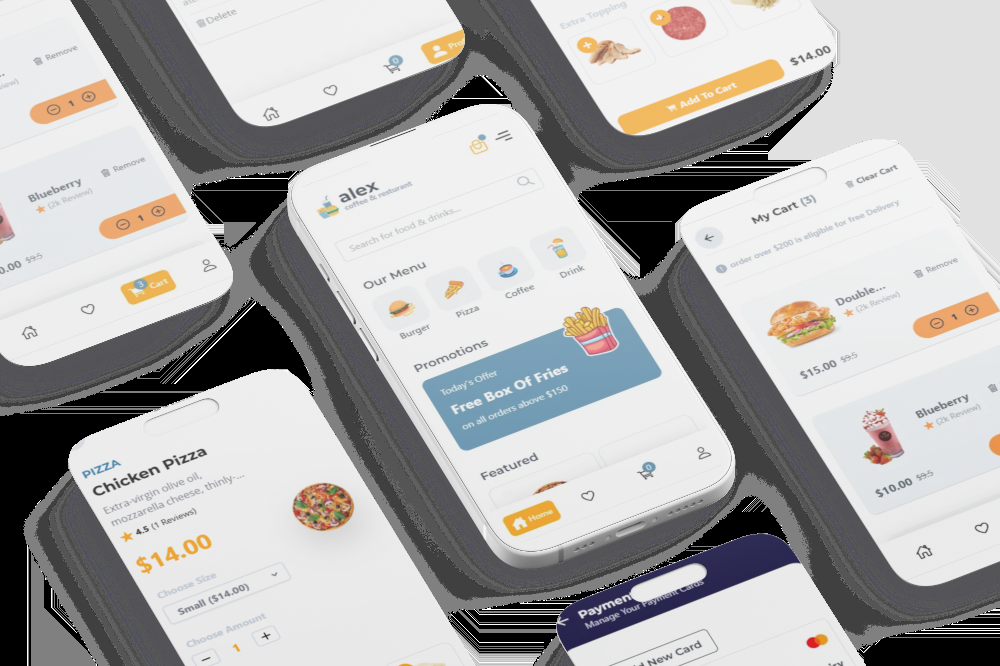 Remove
view)
1
Remove
Blueberry
(2k Review)
1
$9.5
3
Cart
Delete
0
Extra Topping
$14.00
Add To Cart
alex
coffee & resturant
Search for food & drinks...
Our Menu
Burger
Pizza
Coffee
Drink
Promotions
Today's Offer
Free Box Of Fries
on all orders above $150
Featured
Home
0
My Cart (3)
Clear Cart
order over $200 is eligible for free Delivery
Remove
Double...
(2k Review)
1
$15.00 $9.5
Blueberry
(2k Review)
$10.00 $9.5
PIZZA
Chicken Pizza
Extra-virgin olive oil,
mozzarella cheese, thinly-...
4.5 (1 Reviews)
$14.00
Choose Size
Small ($14.00)
Choose Amount
1
Payment
Manage Your Payment Cards
New Card